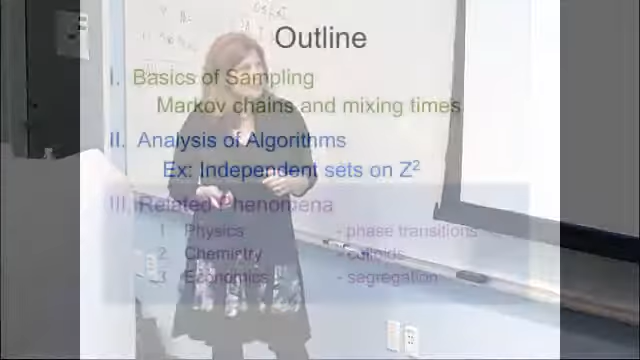 Outline
I. Basics of Sampling
Markov chains and mixing times
II. Analysis of Algorithms
Ex: Independent sets on Z²
III. Related Phenomena
1. Physics - phase transitions
2. Chemistry - colloids
3. Economics - segregation